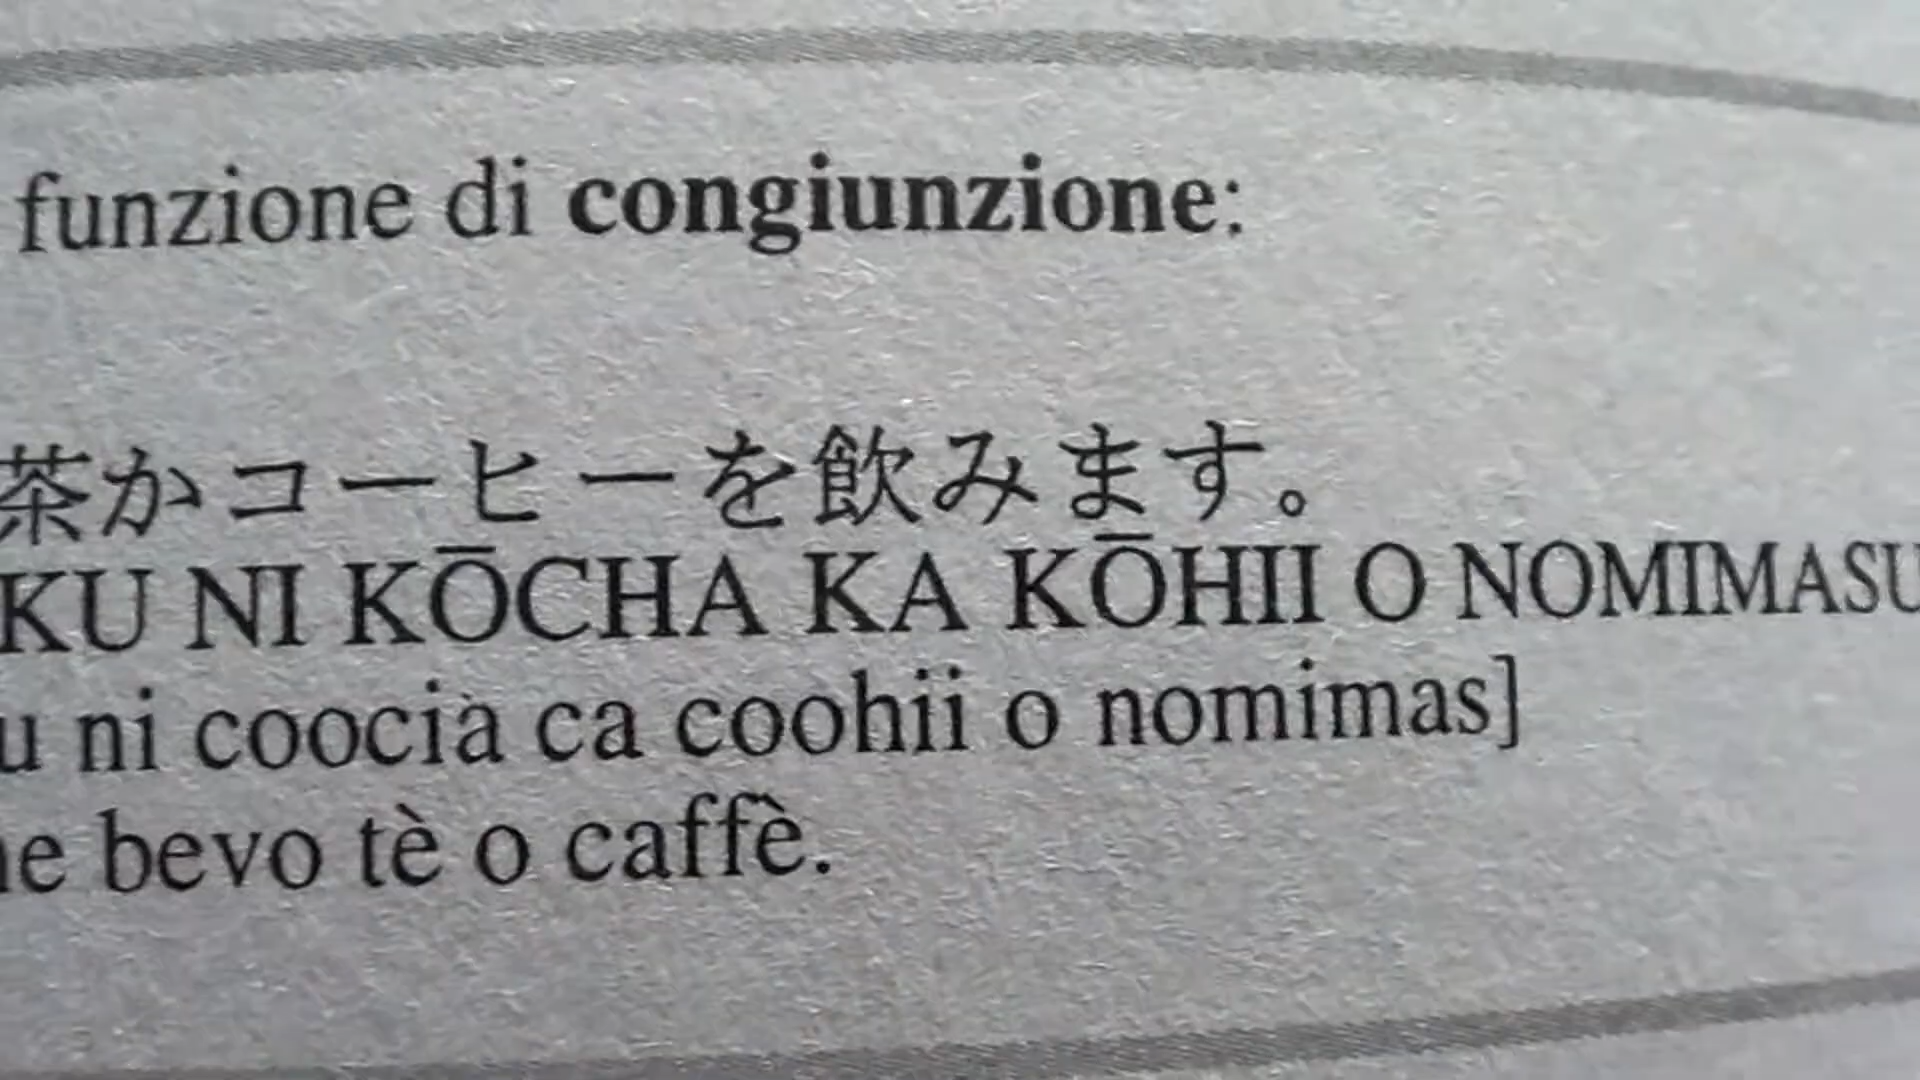 funzione di congiunzione:
茶かコーヒーを飲みます。
KU NI KŌCHA KA KŌHII O NOMIMASU
u ni coocià ca coohii o nomimas]
ne bevo tè o caffè.